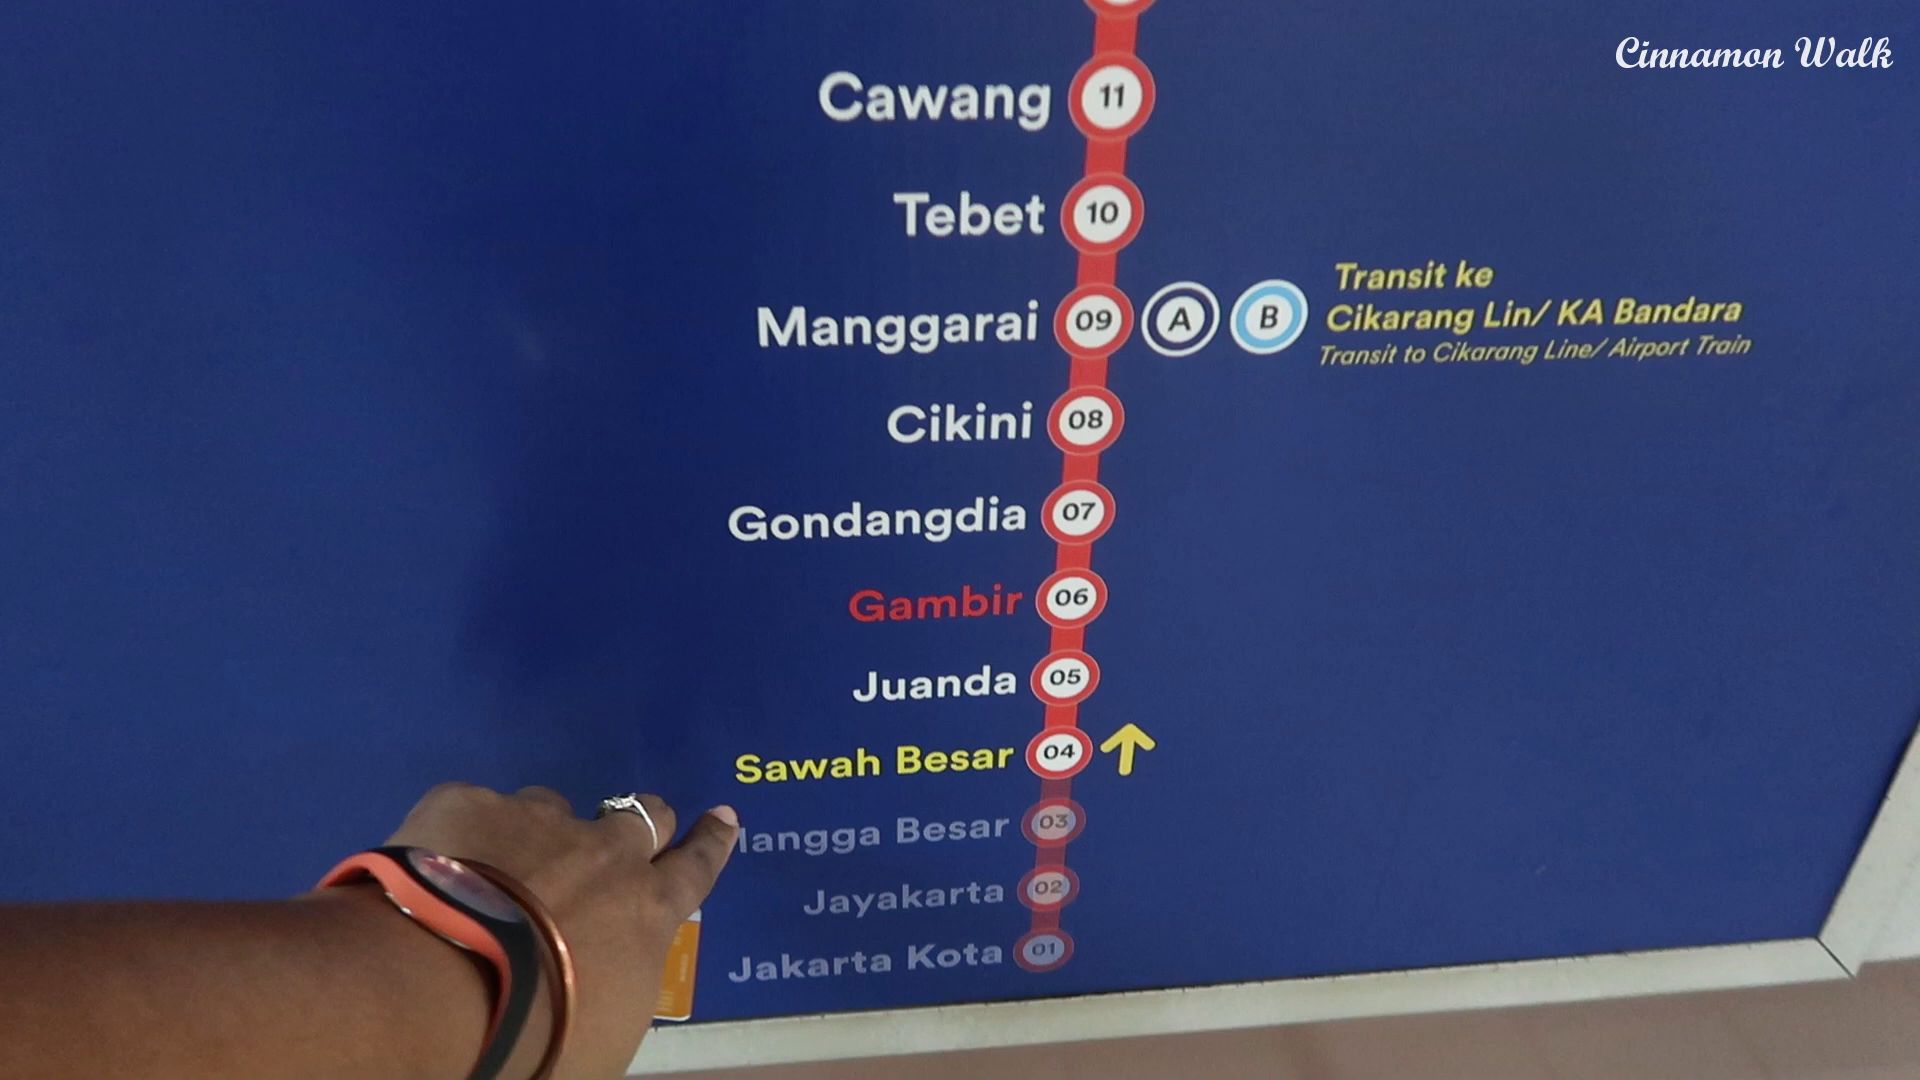 Cinnamon Walk
Cawang 11
Tebet 10
Manggarai 09 A B
Transit ke
Cikarang Lin/ KA Bandara
Transit to Cikarang Line/ Airport Train
Cikini 08
Gondangdia 07
Gambir 06
Juanda 05
Sawah Besar 04
angga Besar 03
Jayakarta 02
Jakarta Kota 01